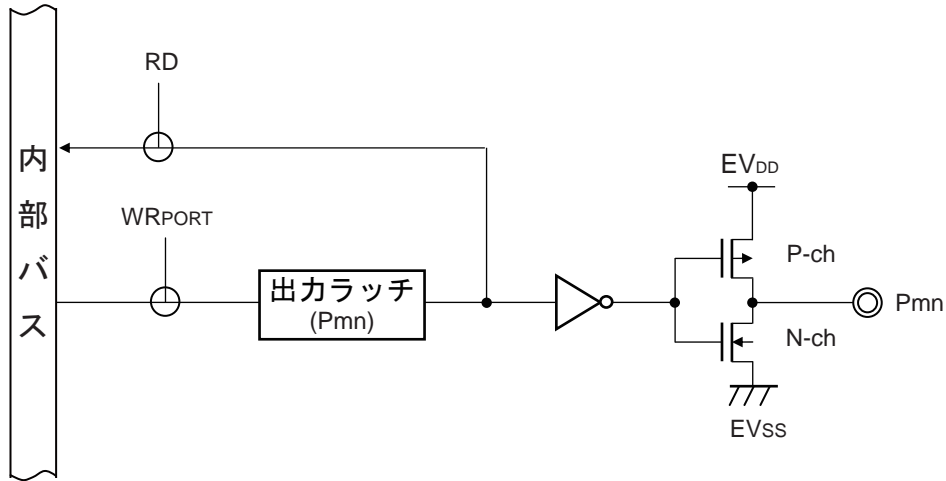 RD
内部バス
EVDD
WRPORT
P-ch
出力ラッチ
(Pmn)
Pmn
N-ch
EVSS